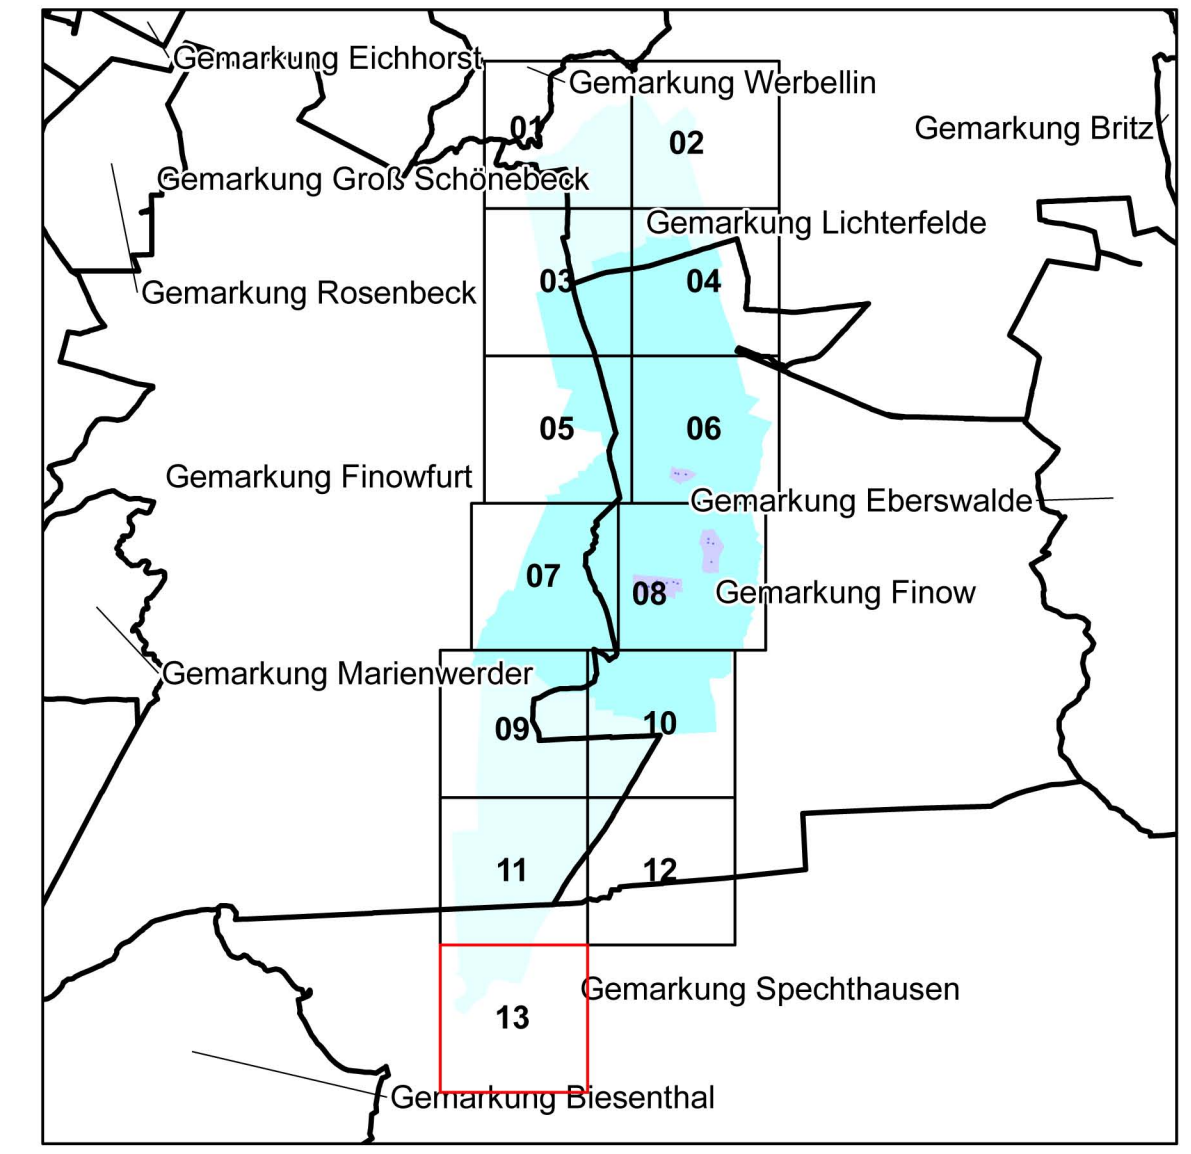 Gemarkung Eichhorst
Gemarkung Werbellin
01
02
Gemarkung Britz
Gemarkung Groß Schönebeck
Gemarkung Lichterfelde
03
04
Gemarkung Rosenbeck
05
06
Gemarkung Finowfurt
Gemarkung Eberswalde
07
08
Gemarkung Finow
Gemarkung Marienwerder
09
10
11
12
Gemarkung Spechthausen
13
Gemarkung Biesenthal